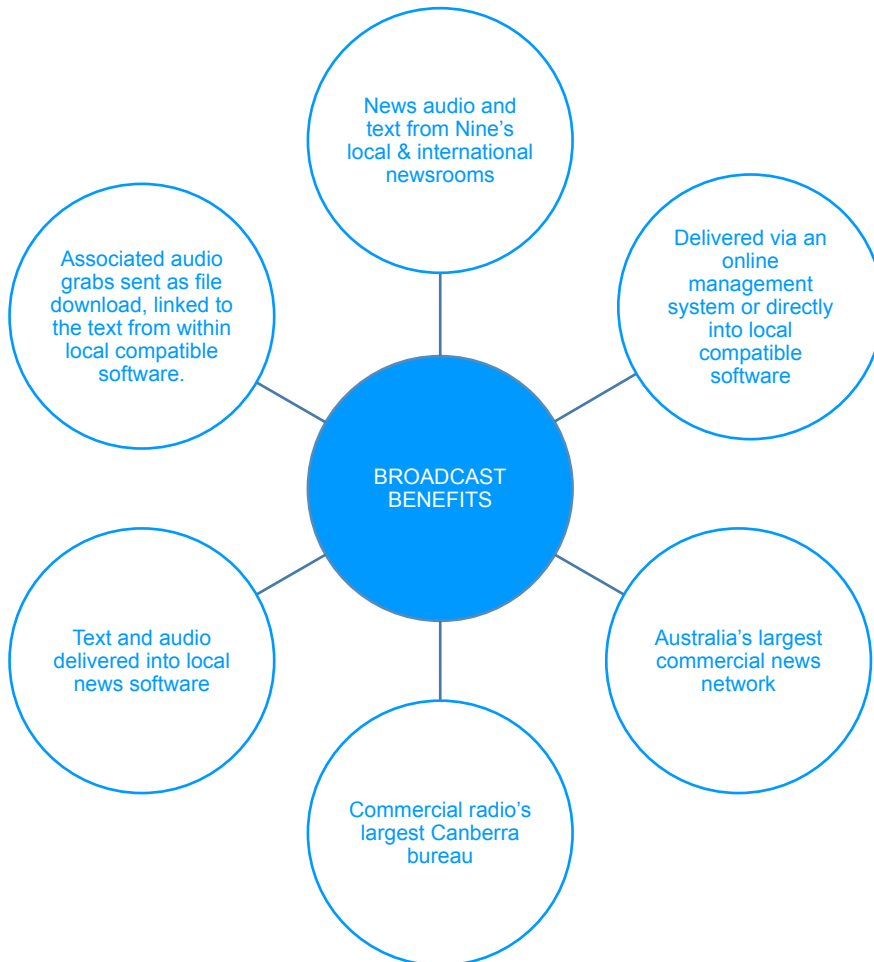 News audio and
text from Nine’s
local & international
newsrooms
Delivered via an
online
management
system or directly
into local
compatible
software
Associated audio
grabs sent as file
download, linked to
the text from within
local compatible
software.
BROADCAST
BENEFITS
Text and audio
delivered into local
news software
Australia’s largest
commercial news
network
Commercial radio’s
largest Canberra
bureau